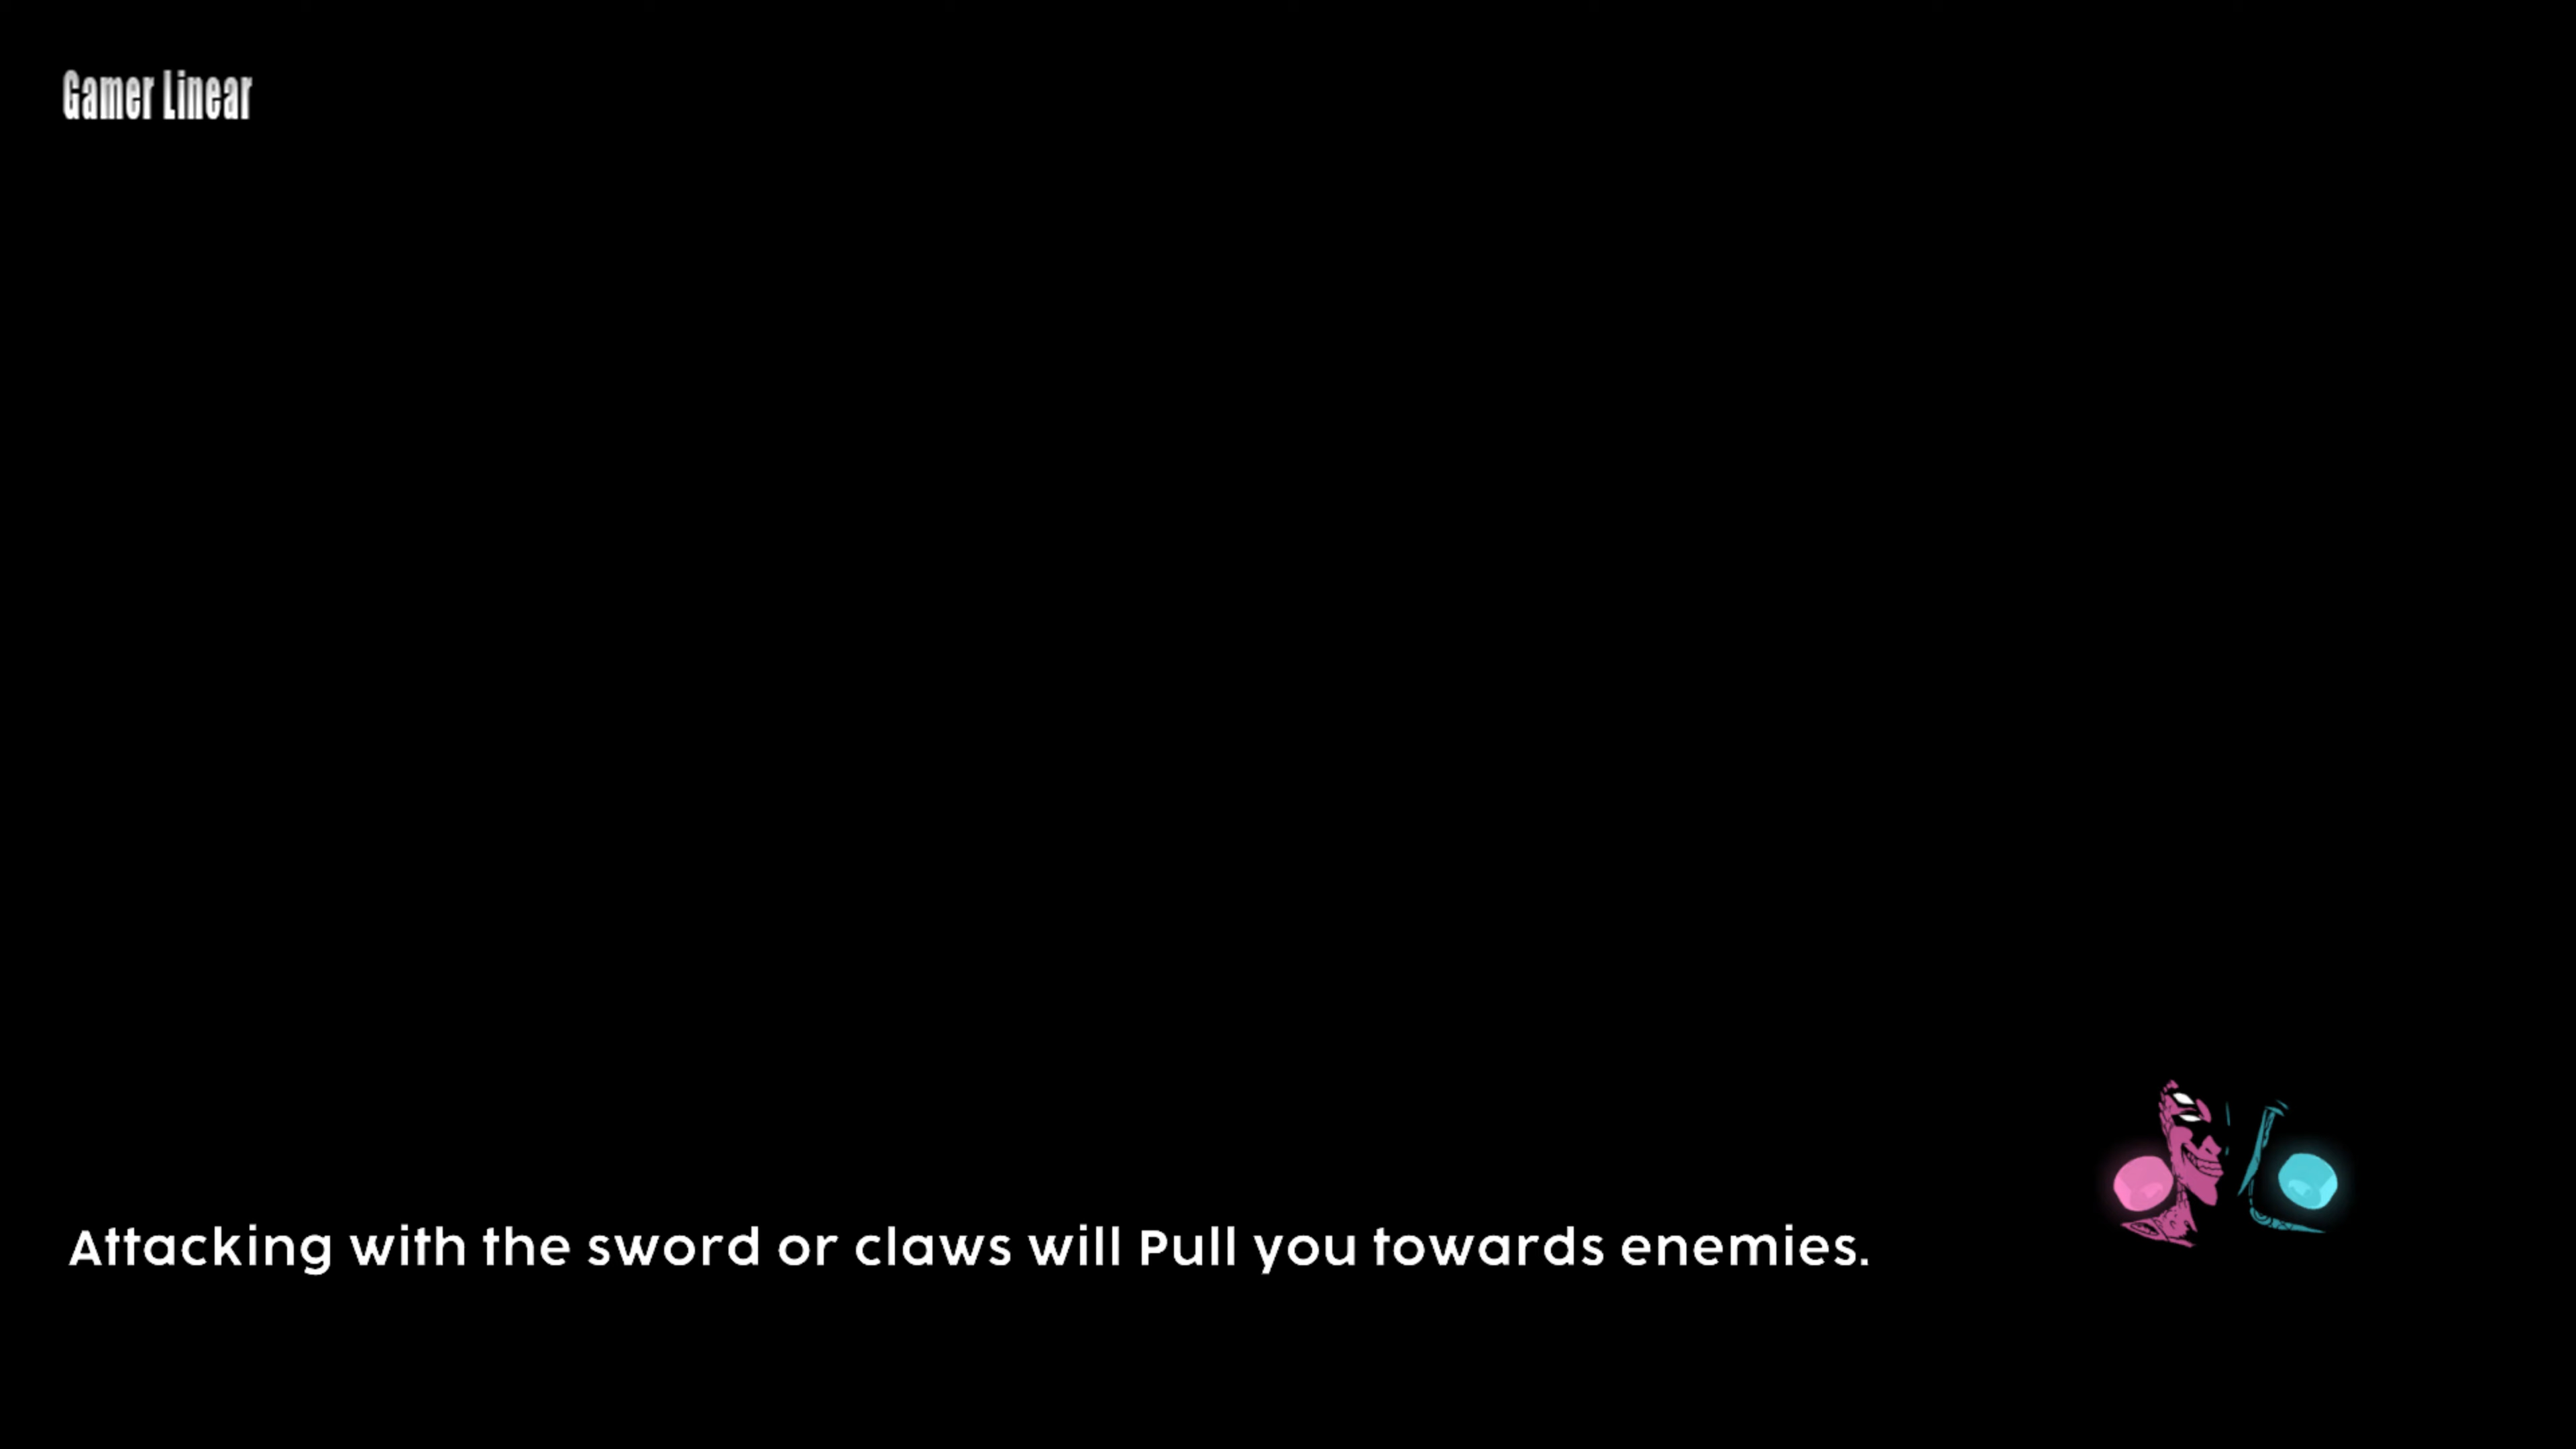 Gamer Linear
Attacking with the sword or claws will Pull you towards enemies.